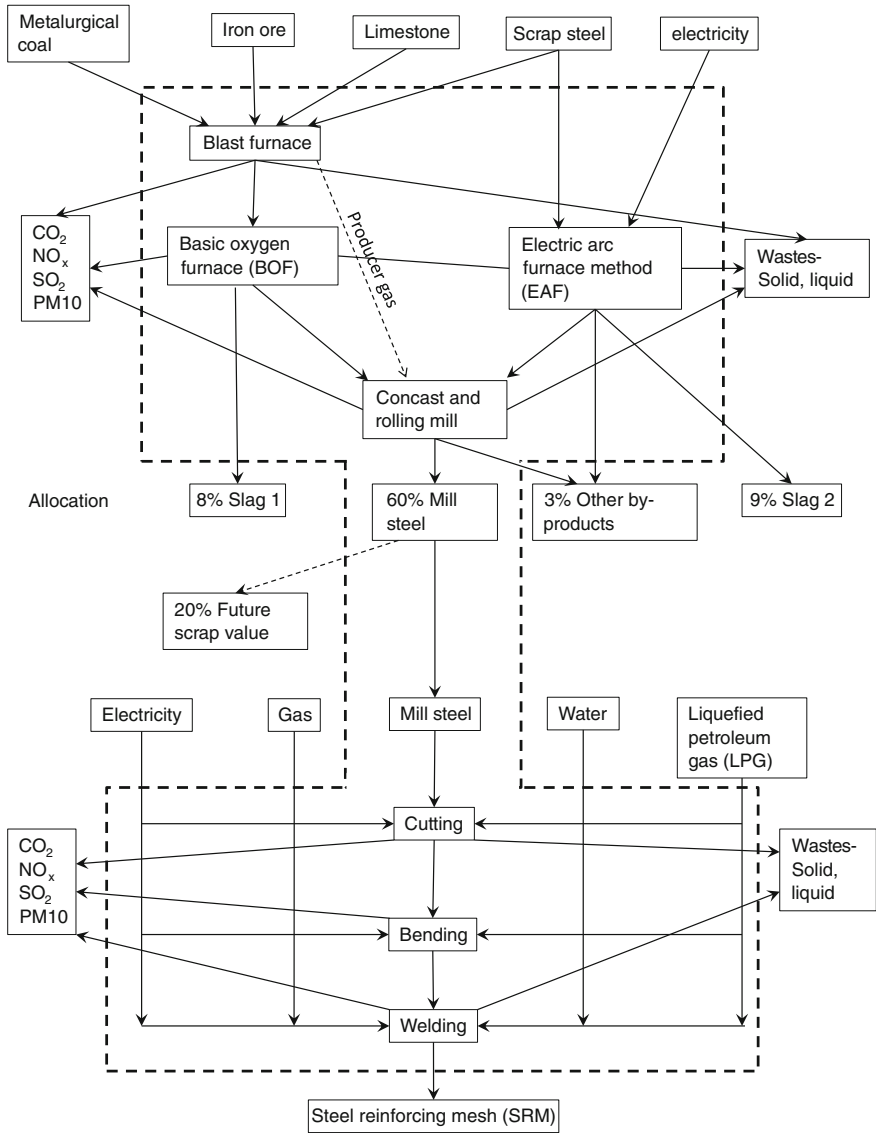 Metalurgical
coal
Iron ore
Limestone
Scrap steel
electricity
Blast furnace
Producer gas
CO₂
NOₓ
SO₂
PM10
Basic oxygen
furnace (BOF)
Electric arc
furnace method
(EAF)
Wastes-
Solid, liquid
Concast and
rolling mill
Allocation
8% Slag 1
60% Mill
steel
3% Other by-
products
9% Slag 2
20% Future
scrap value
Electricity
Gas
Mill steel
Water
Liquefied
petroleum
gas (LPG)
Cutting
CO₂
NOₓ
SO₂
PM10
Wastes-
Solid,
liquid
Bending
Welding
Steel reinforcing mesh (SRM)